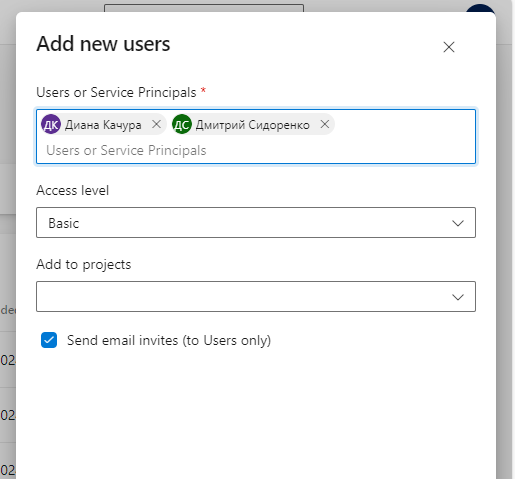 Add new users
Users or Service Principals *
ДК Диана Качура ДС Дмитрий Сидоренко
Users or Service Principals
Access level
Basic
Add to projects
Send email invites (to Users only)